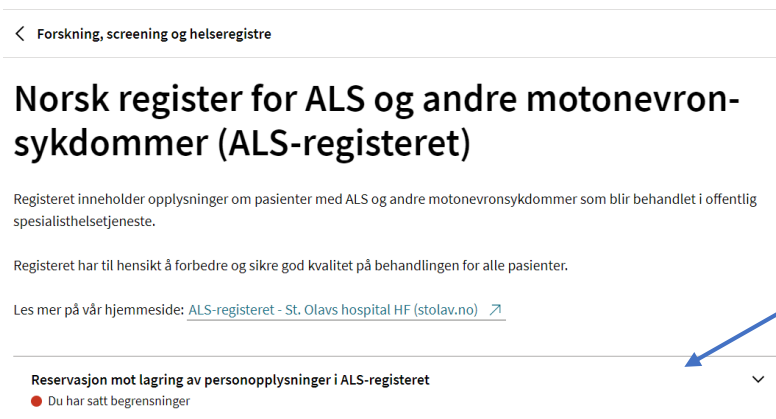 Forskning, screening og helseregistre
Norsk register for ALS og andre motonevron-
sykdommer (ALS-registeret)
Registeret inneholder opplysninger om pasienter med ALS og andre motonevronsykdommer som blir behandlet i offentlig
spesialisthelsetjeneste.
Registeret har til hensikt å forbedre og sikre god kvalitet på behandlingen for alle pasienter.
Les mer på vår hjemmeside: ALS-registeret - St. Olavs hospital HF (stolav.no)
Reservasjon mot lagring av personopplysninger i ALS-registeret
Du har satt begrensninger